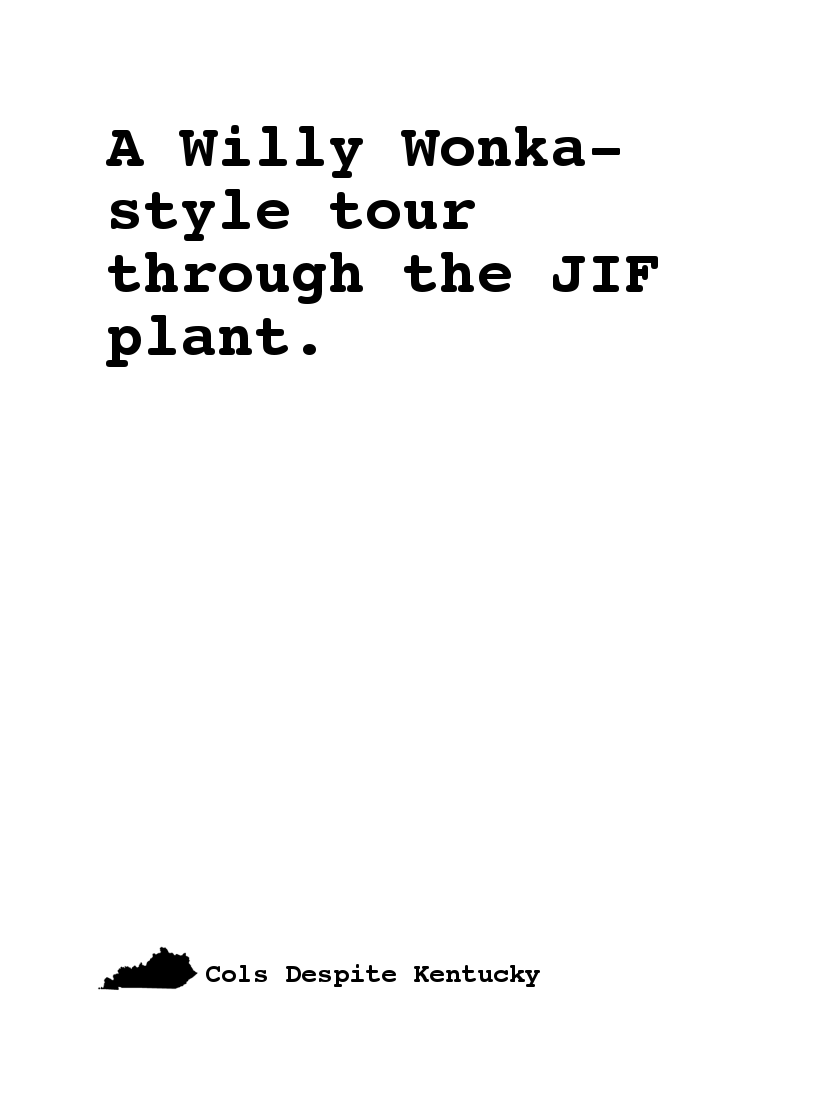 A Willy Wonka-
style tour
through the JIF
plant.
Cols Despite Kentucky